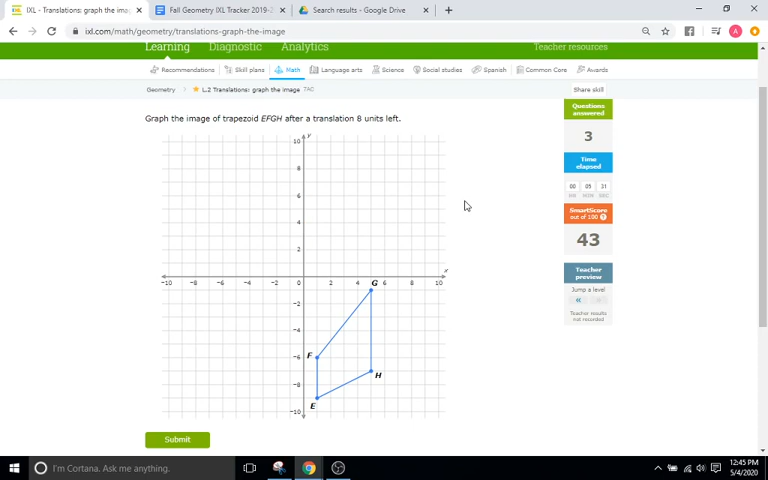 IXL - Translations: graph the ima
Fall Geometry IXL Tracker 2019-2
Search results - Google Drive
ixl.com/math/geometry/translations-graph-the-image
A
Learning
Diagnostic
Analytics
Teacher resources
Recommendations
Skill plans
Math
Language arts
Science
Social studies
Spanish
Common Core
Awards
Geometry
L.2 Translations: graph the image 7AC
Share skill
Graph the image of trapezoid EFGH after a translation 8 units left.
Questions answered
3
Time elapsed
00 05 31
HR MIN SEC
SmartScore
out of 100 ?
43
Teacher preview
Jump a level
Teacher results not recorded
y
10
8
6
4
2
x
−10 −8 −6 −4 −2 0 2 4 6 8 10
G
−2
−4
F
−6
H
−8
E
−10
Submit
I'm Cortana. Ask me anything.
12:45 PM
5/4/2020